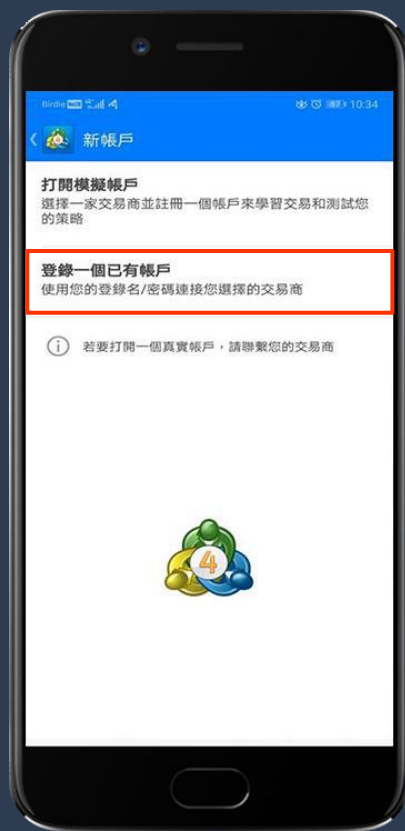 Birdie 10:34
新帳戶
打開模擬帳戶
選擇一家交易商並註冊一個帳戶來學習交易和測試您
的策略
登錄一個已有帳戶
使用您的登錄名/密碼連接您選擇的交易商
若要打開一個真實帳戶，請聯繫您的交易商
4